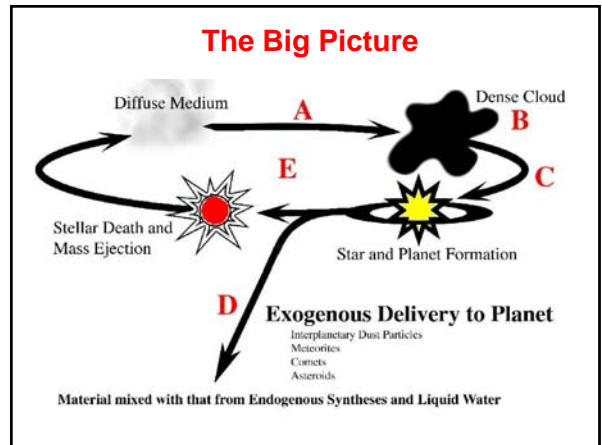 The Big Picture
Diffuse Medium
A
Dense Cloud
B
E
C
Stellar Death and
Mass Ejection
Star and Planet Formation
D
Exogenous Delivery to Planet
Interplanetary Dust Particles
Meteorites
Comets
Asteroids
Material mixed with that from Endogenous Syntheses and Liquid Water